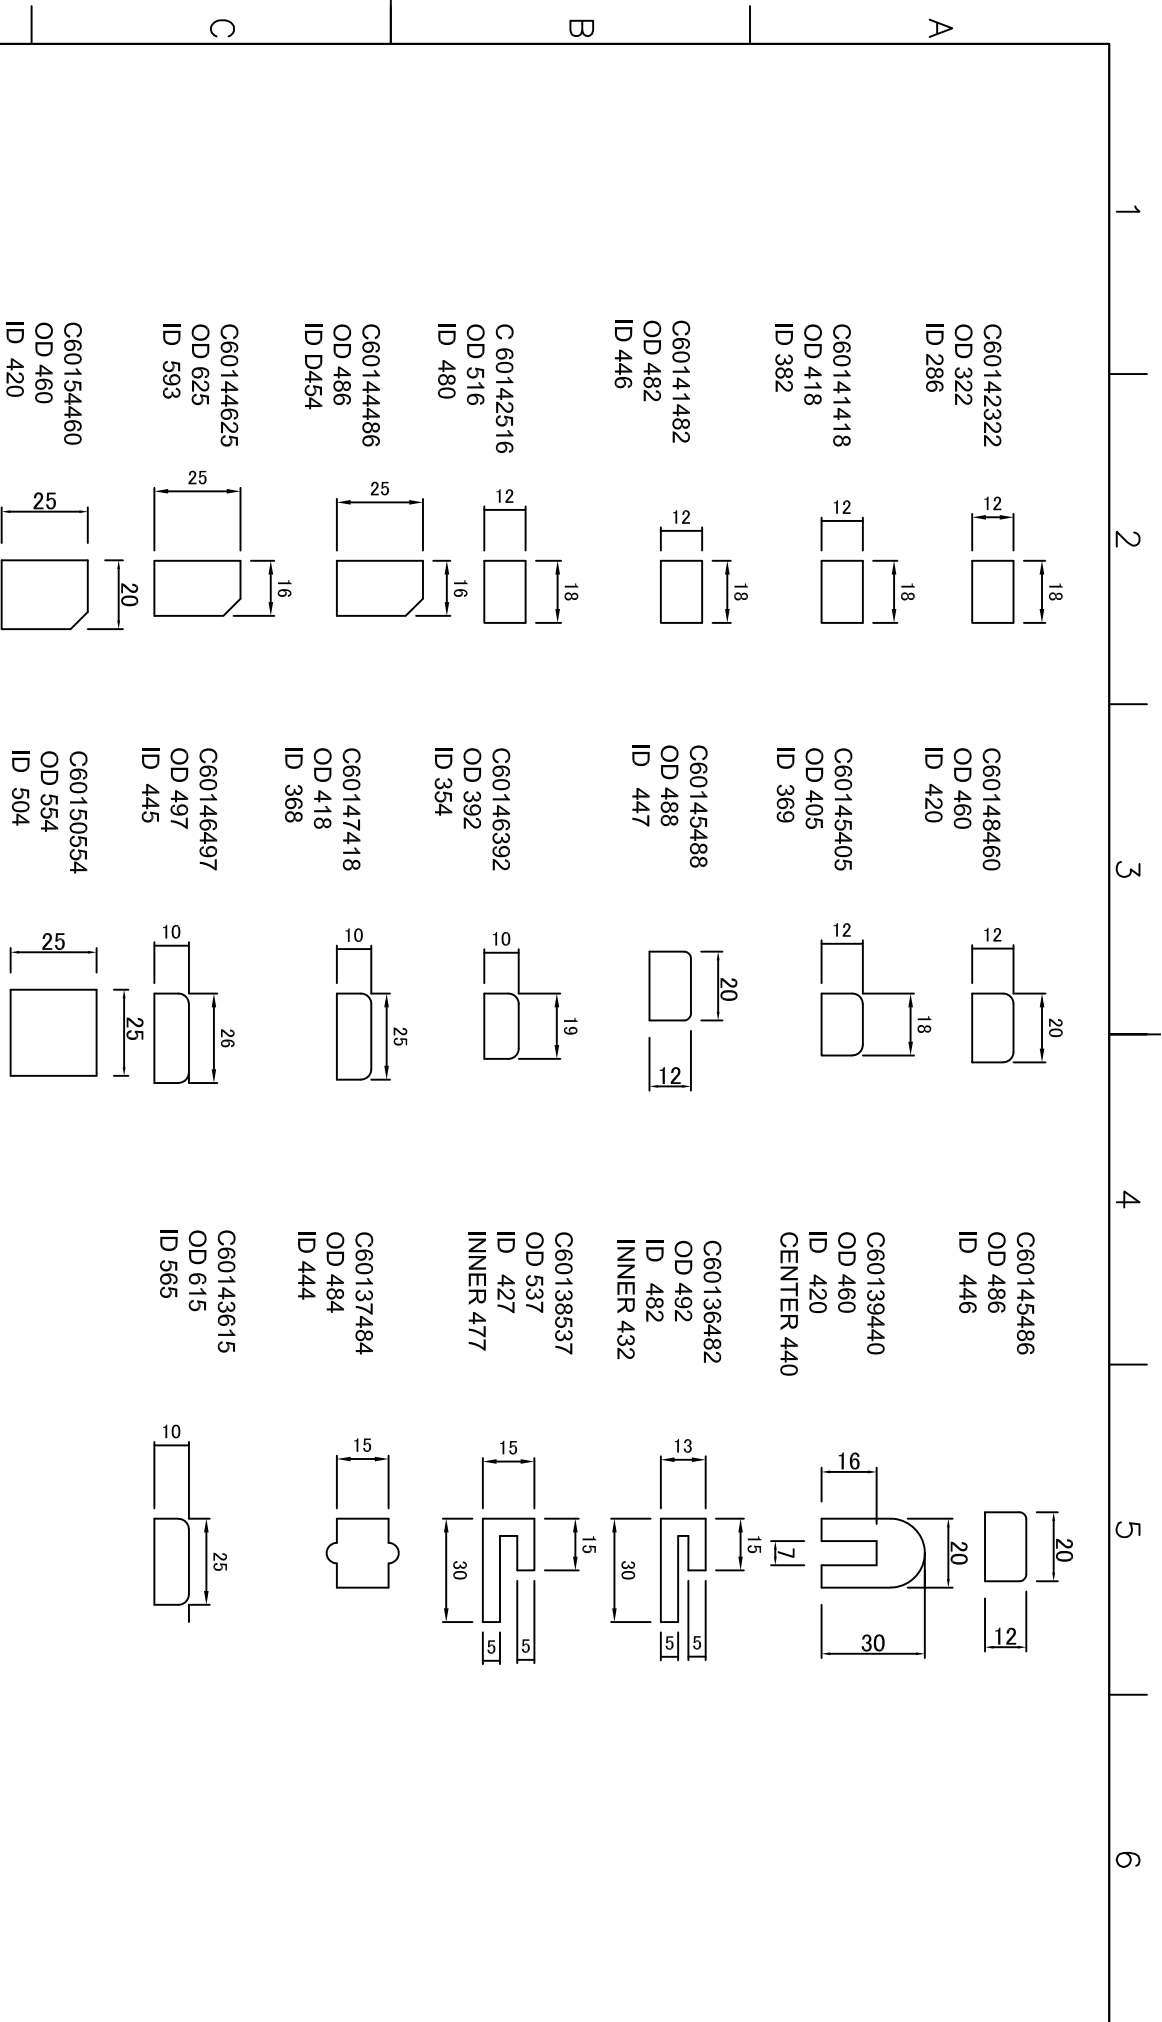 1
2
3
4
5
6
A
B
C
C60142322
OD 322
ID 286
12
18
C60148460
OD 460
ID 420
12
20
C60145486
OD 486
ID 446
20
12
C60141418
OD 418
ID 382
12
18
C60145405
OD 405
ID 369
12
18
C60139440
OD 460
ID 420
CENTER 440
16
7
20
30
C60141482
OD 482
ID 446
12
18
C60145488
OD 488
ID 447
20
12
C60136482
OD 492
ID 482
INNER 432
13
15
30
5
5
C 60142516
OD 516
ID 480
12
18
C60146392
OD 392
ID 354
10
19
C60138537
OD 537
ID 427
INNER 477
15
15
30
5
5
C60144486
OD 486
ID D454
25
16
C60147418
OD 418
ID 368
10
25
C60137484
OD 484
ID 444
15
C60144625
OD 625
ID 593
25
16
C60146497
OD 497
ID 445
10
26
C60143615
OD 615
ID 565
10
25
C60154460
OD 460
ID 420
25
20
C60150554
OD 554
ID 504
25
25